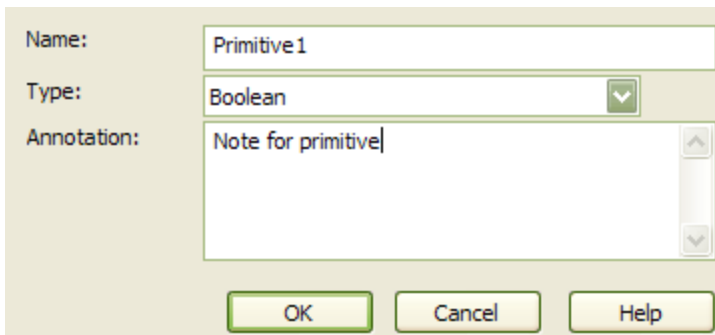 Name: Primitive1
Type: Boolean
Annotation: Note for primitive
OK Cancel Help